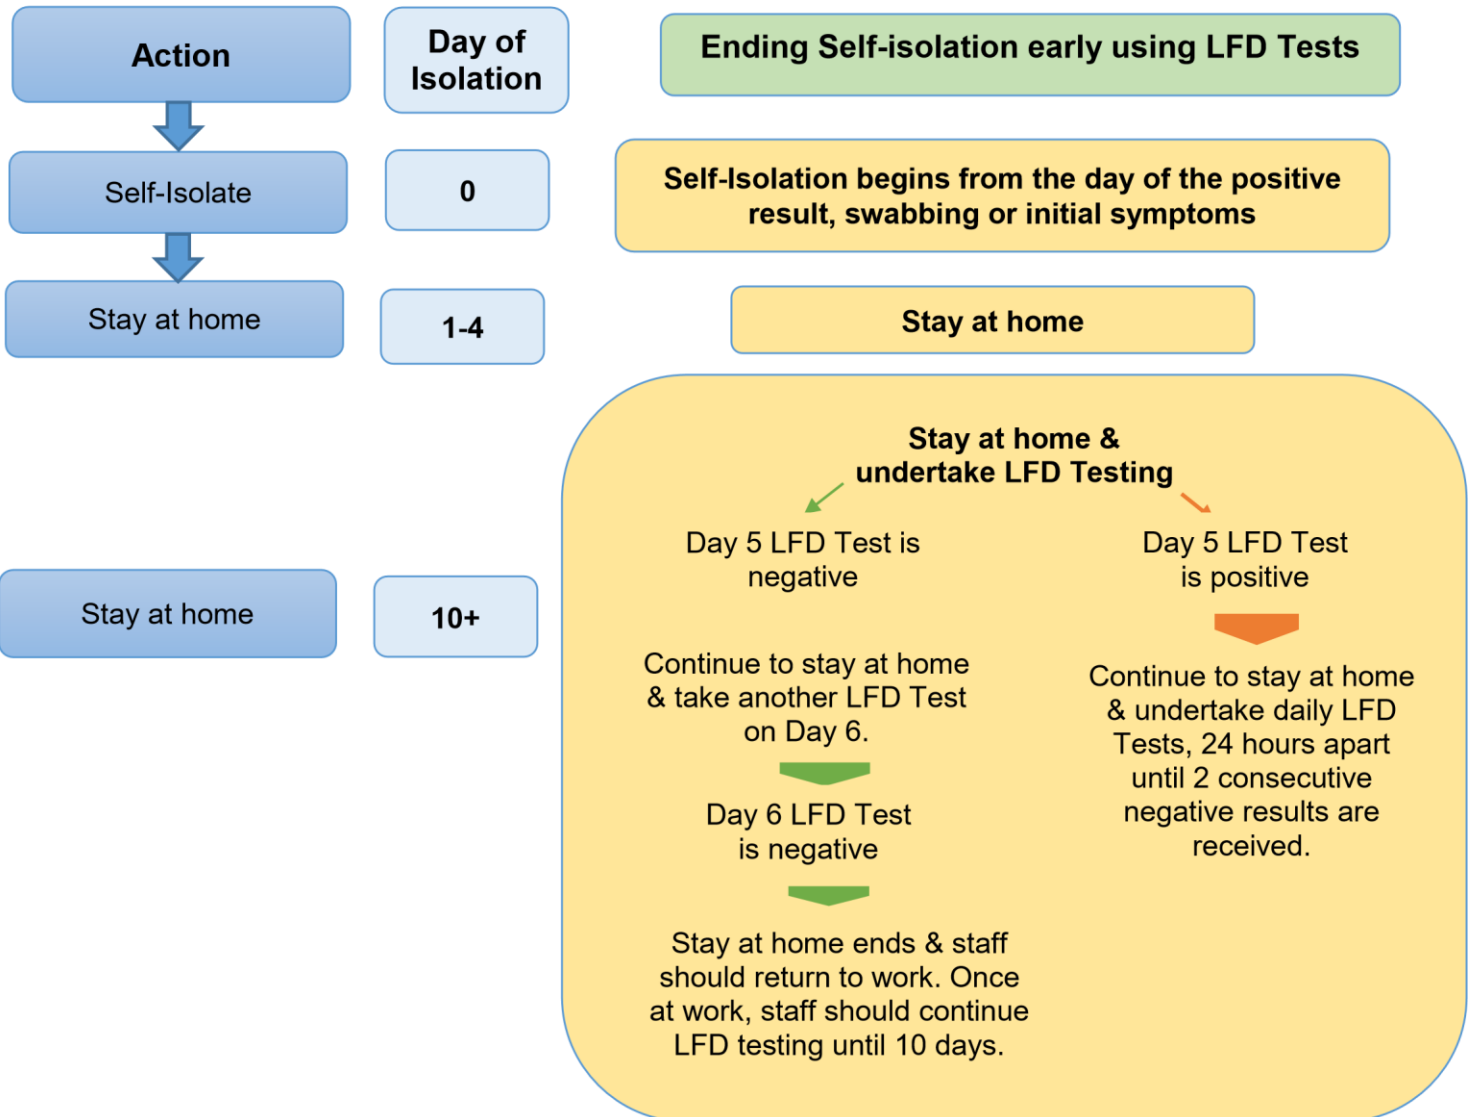 Action
Day of
Isolation
Ending Self-isolation early using LFD Tests
Self-Isolate
0
Self-Isolation begins from the day of the positive
result, swabbing or initial symptoms
Stay at home
1-4
Stay at home
Stay at home
10+
Stay at home &
undertake LFD Testing
Day 5 LFD Test is
negative
Continue to stay at home
& take another LFD Test
on Day 6.
Day 6 LFD Test
is negative
Stay at home ends & staff
should return to work. Once
at work, staff should continue
LFD testing until 10 days.
Day 5 LFD Test
is positive
Continue to stay at home
& undertake daily LFD
Tests, 24 hours apart
until 2 consecutive
negative results are
received.